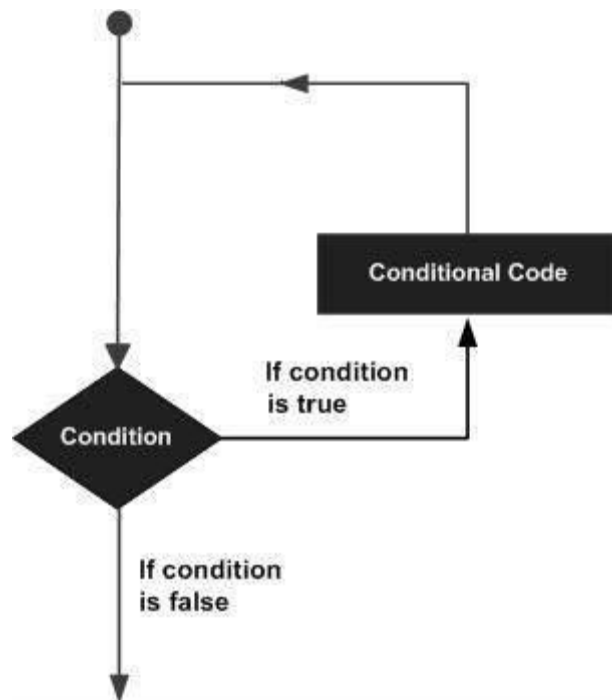 Conditional Code
If condition
is true
Condition
If condition
is false